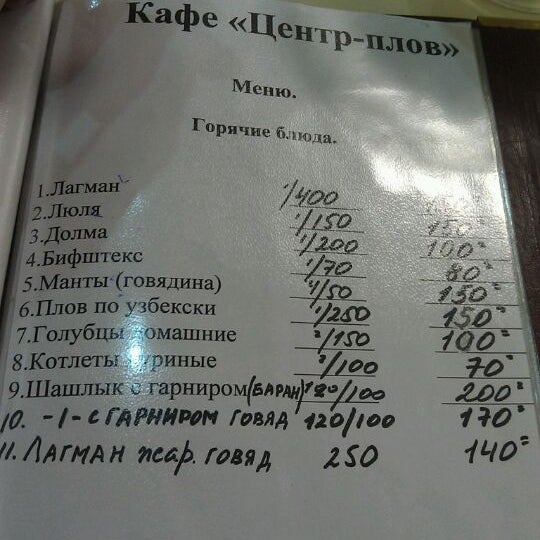 Кафе «Центр-плов»
Меню.
Горячие блюда.
1.Лагман 1/400
2.Люля 1/150 150=
3.Долма 1/200 100=
4.Бифштекс 1/70 80=
5.Манты (говядина) 4/50 150=
6.Плов по узбекски 1/250 150=
7.Голубцы домашние 2/150 100=
8.Котлеты куриные 2/100 70=
9.Шашлык с гарниром (БАРАН) /100 200=
10. -1- с ГАРНИРОМ говяд 120/100 170=
11. ЛАГМАН жар. говяд 250 140=